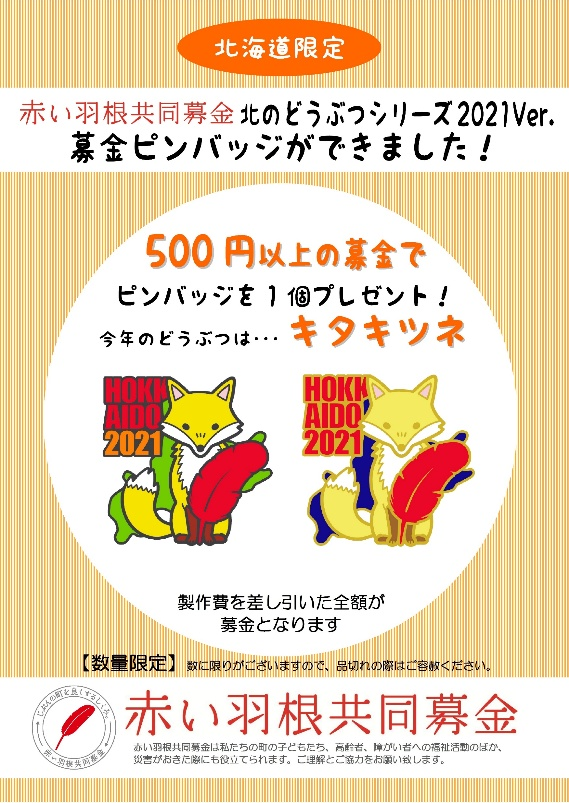 北海道限定
赤い羽根共同募金 北のどうぶつシリーズ2021Ver.
募金ピンバッジができました！
500円以上の募金で
ピンバッジを1個プレゼント！
今年のどうぶつは… キタキツネ
HOKK
AIDO
2021
HOKK
AIDO
2021
製作費を差し引いた全額が
募金となります
【数量限定】 数に限りがございますので、品切れの際はご容赦ください。
じぶんの町を良くするしくみ。
赤い羽根共同募金
赤い羽根共同募金
赤い羽根共同募金は私たちの町の子どもたち、高齢者、障がい者への福祉活動のほか、
災害がおきた際にも役立てられます。ご理解とご協力をお願い致します。